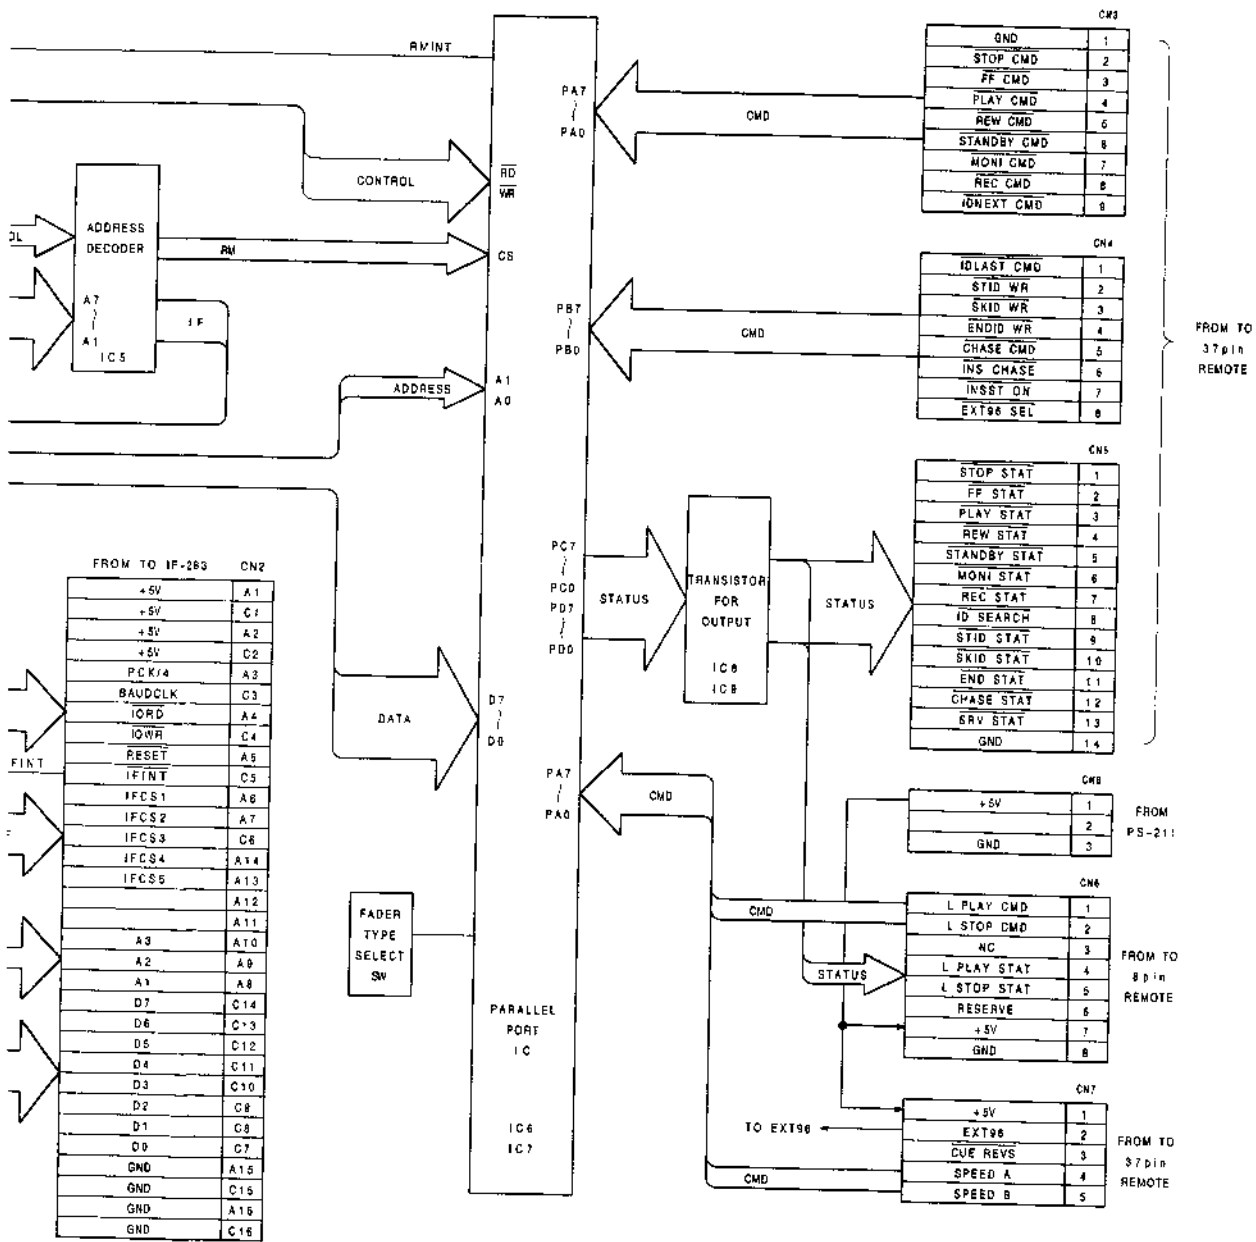 RMINT
CONTROL
RD
WR
ADDRESS
DECODER
A7
A1
IC5
OL
RM
CS
IF
ADDRESS
A1
A0
PA7
PA0
CMD
CN3
GND 1
STOP CMD 2
FF CMD 3
PLAY CMD 4
REW CMD 5
STANDBY CMD 6
MONI CMD 7
REC CMD 8
IDNEXT CMD 9
PB7
PB0
CMD
CN4
IDLAST CMD 1
STID WR 2
SKID WR 3
ENDID WR 4
CHASE CMD 5
INS CHASE 6
INSST ON 7
EXT96 SEL 8
FROM TO
37pin
REMOTE
CN5
STOP STAT 1
FF STAT 2
PLAY STAT 3
REW STAT 4
STANDBY STAT 5
MONI STAT 6
REC STAT 7
ID SEARCH 8
STID STAT 9
SKID STAT 10
END STAT 11
CHASE STAT 12
SRV STAT 13
GND 14
PC7
PC0
PD7
PD0
STATUS
TRANSISTOR
FOR
OUTPUT
IC8
IC9
STATUS
FROM TO IF-283 CN2
+5V A1
+5V C1
+5V A2
+5V C2
PCK/4 A3
BAUDCLK C3
IORD A4
IOWR C4
RESET A5
FINT
IFINT C5
IFCS1 A6
IFCS2 A7
IFCS3 C6
IFCS4 A14
IFCS5 A13
A12
A11
A3 A10
A2 A9
A1 A8
D7 C14
D6 C13
D5 C12
D4 C11
D3 C10
D2 C9
D1 C8
D0 C7
GND A15
GND C15
GND A16
GND C16
DATA
D7
D0
PA7
PA0
CMD
FADER
TYPE
SELECT
SW
PARALLEL
PORT
IC
IC6
IC7
CN8
+5V 1
2
GND 3
FROM
PS-211
CN6
L PLAY CMD 1
L STOP CMD 2
NC 3
L PLAY STAT 4
L STOP STAT 5
RESERVE 6
+5V 7
GND 8
CMD
STATUS
FROM TO
8pin
REMOTE
CN7
+5V 1
EXT96 2
CUE REVS 3
SPEED A 4
SPEED B 5
TO EXT96
CMD
FROM TO
37pin
REMOTE